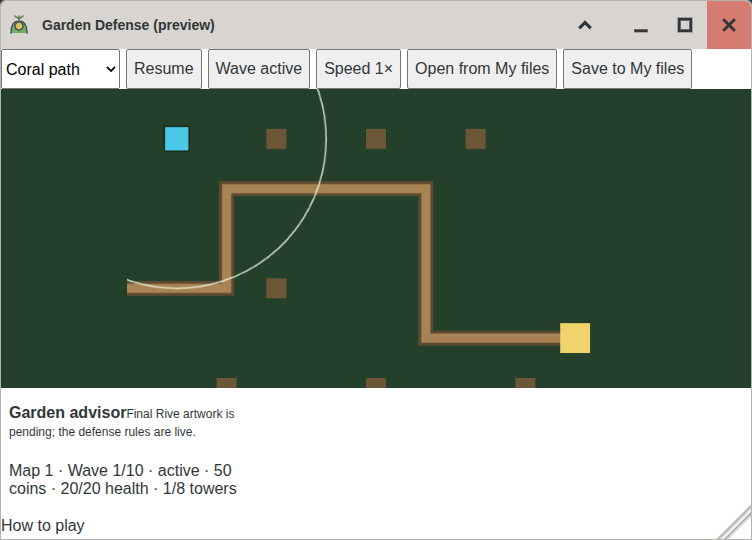 Garden Defense (preview)
Coral path Resume Wave active Speed 1× Open from My files Save to My files
Garden advisorFinal Rive artwork is
pending; the defense rules are live.
Map 1 · Wave 1/10 · active · 50
coins · 20/20 health · 1/8 towers
How to play